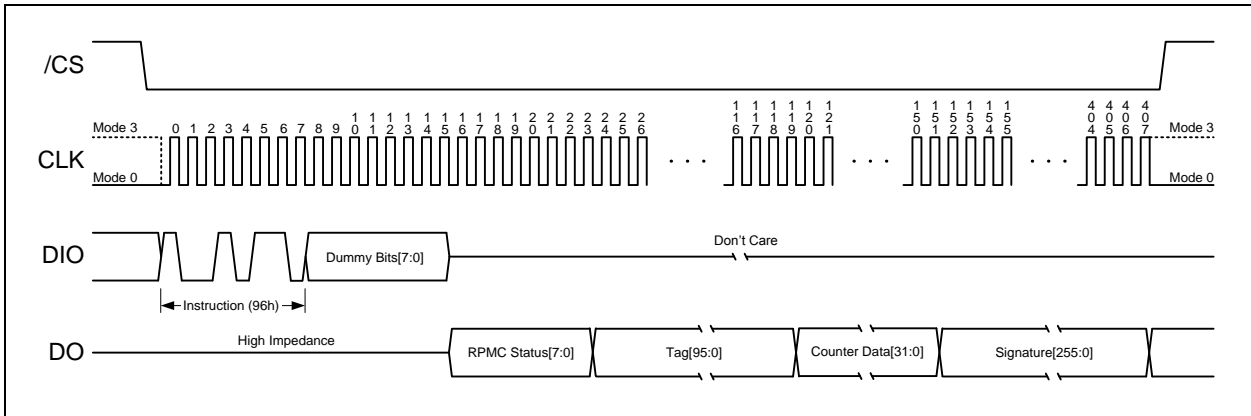 /CS
0 1 2 3 4 5 6 7 8 9 10 11 12 13 14 15 16 17 18 19 20 21 22 23 24 25 26 116 117 118 119 120 121 150 151 152 153 154 155 404 405 406 407
Mode 3 Mode 3
CLK . . . . . . . . .
Mode 0 Mode 0
DIO Dummy Bits[7:0] Don't Care
Instruction (96h)
High Impedance
DO RPMC Status[7:0] Tag[95:0] Counter Data[31:0] Signature[255:0]